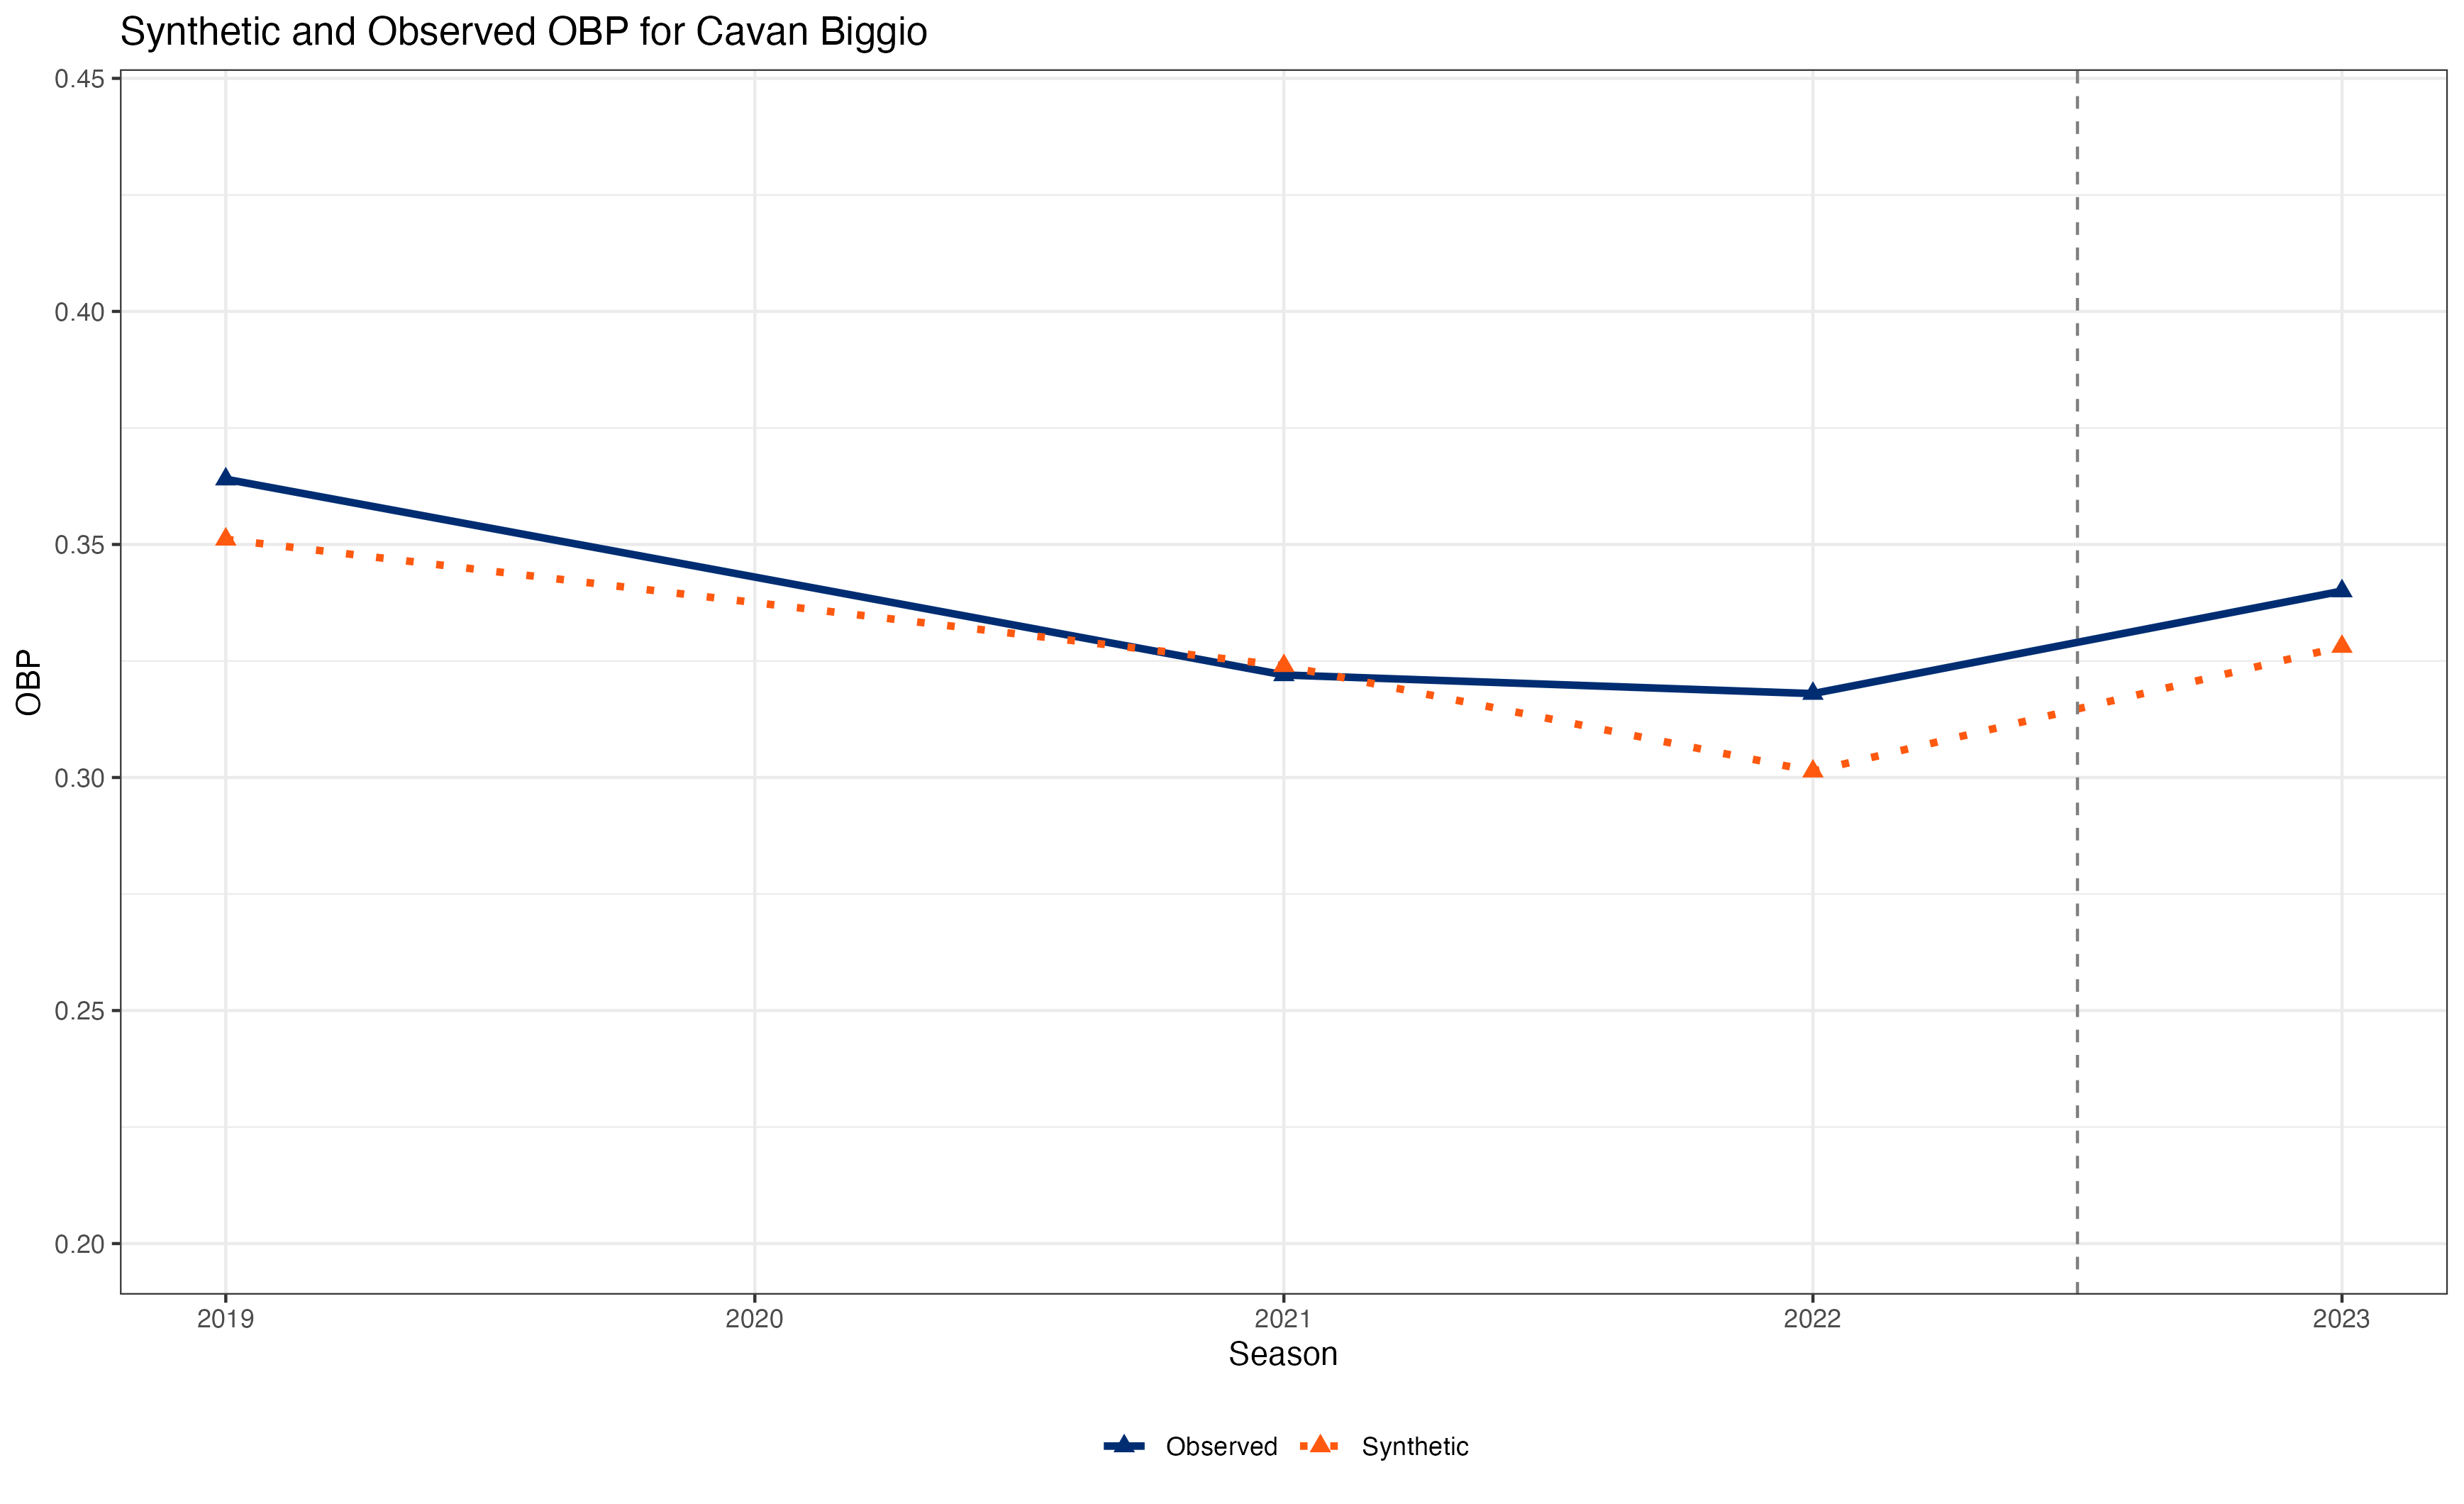 Synthetic and Observed OBP for Cavan Biggio
0.45
0.40
0.35
0.30
0.25
0.20
OBP
2019 2020 2021 2022 2023
Season
Observed Synthetic